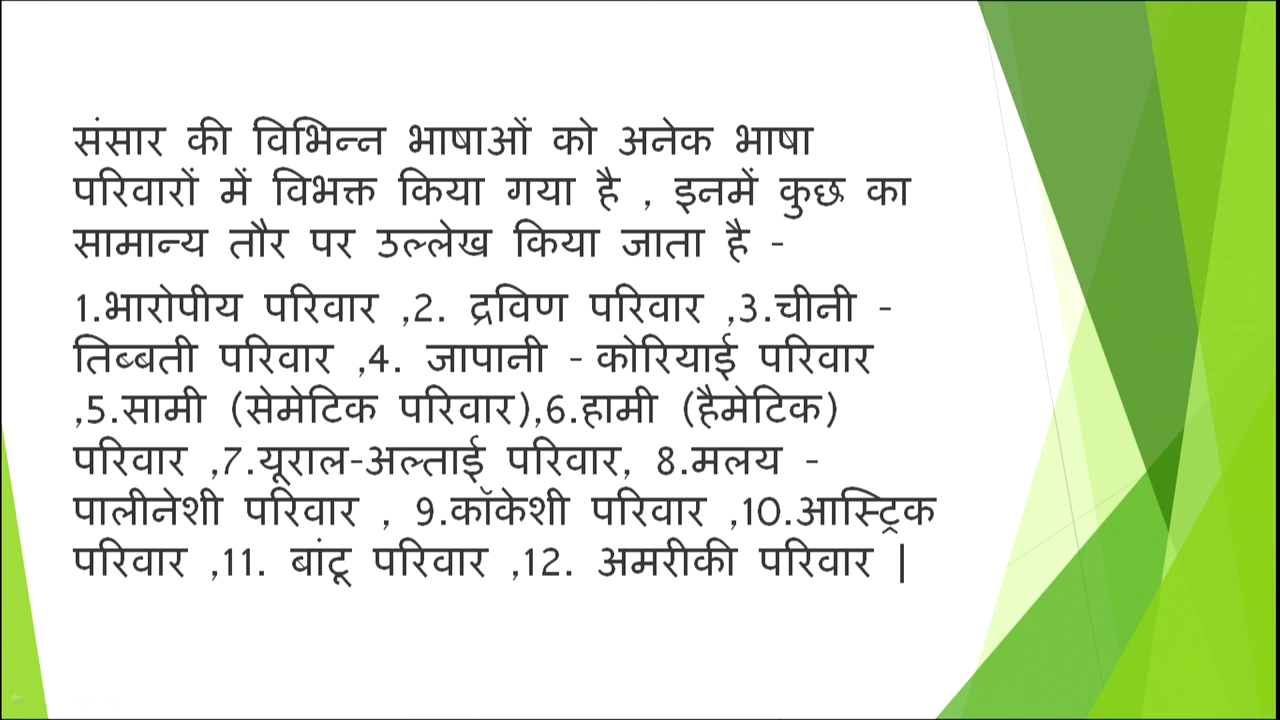 संसार की विभिन्न भाषाओं को अनेक भाषा
परिवारों में विभक्त किया गया है , इनमें कुछ का
सामान्य तौर पर उल्लेख किया जाता है -
1.भारोपीय परिवार ,2. द्रविण परिवार ,3.चीनी -
तिब्बती परिवार ,4. जापानी - कोरियाई परिवार
,5.सामी (सेमेटिक परिवार),6.हामी (हैमेटिक)
परिवार ,7.यूराल-अल्ताई परिवार, 8.मलय -
पालीनेशी परिवार , 9.कॉकेशी परिवार ,10.आस्ट्रिक
परिवार ,11. बांटू परिवार ,12. अमरीकी परिवार |